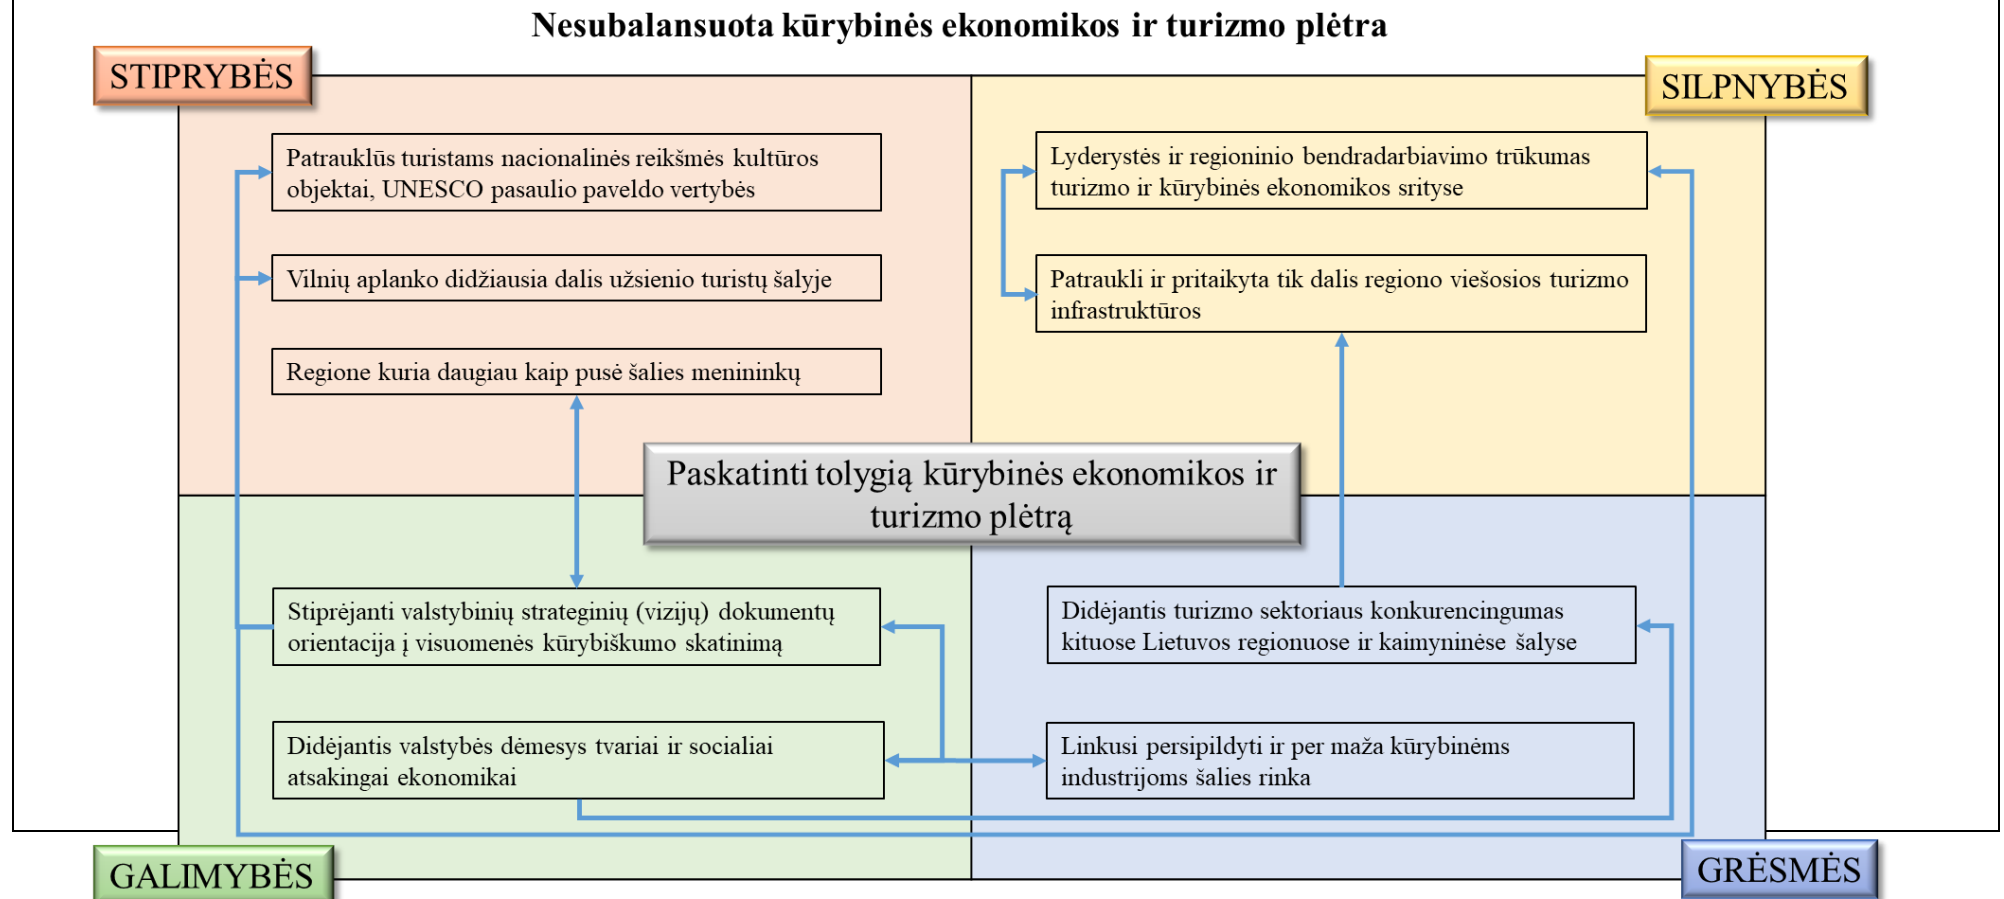 Nesubalansuota kūrybinės ekonomikos ir turizmo plėtra
STIPRYBĖS
SILPNYBĖS
Patrauklūs turistams nacionalinės reikšmės kultūros
objektai, UNESCO pasaulio paveldo vertybės
Vilnių aplanko didžiausia dalis užsienio turistų šalyje
Regione kuria daugiau kaip pusė šalies menininkų
Lyderystės ir regioninio bendradarbiavimo trūkumas
turizmo ir kūrybinės ekonomikos srityse
Patraukli ir pritaikyta tik dalis regiono viešosios turizmo
infrastruktūros
Paskatinti tolygią kūrybinės ekonomikos ir
turizmo plėtrą
Stiprėjanti valstybinių strateginių (vizijų) dokumentų
orientacija į visuomenės kūrybiškumo skatinimą
Didėjantis valstybės dėmesys tvariai ir socialiai
atsakingai ekonomikai
Didėjantis turizmo sektoriaus konkurencingumas
kituose Lietuvos regionuose ir kaimyninėse šalyse
Linkusi persipildyti ir per maža kūrybinėms
industrijoms šalies rinka
GALIMYBĖS
GRĖSMĖS